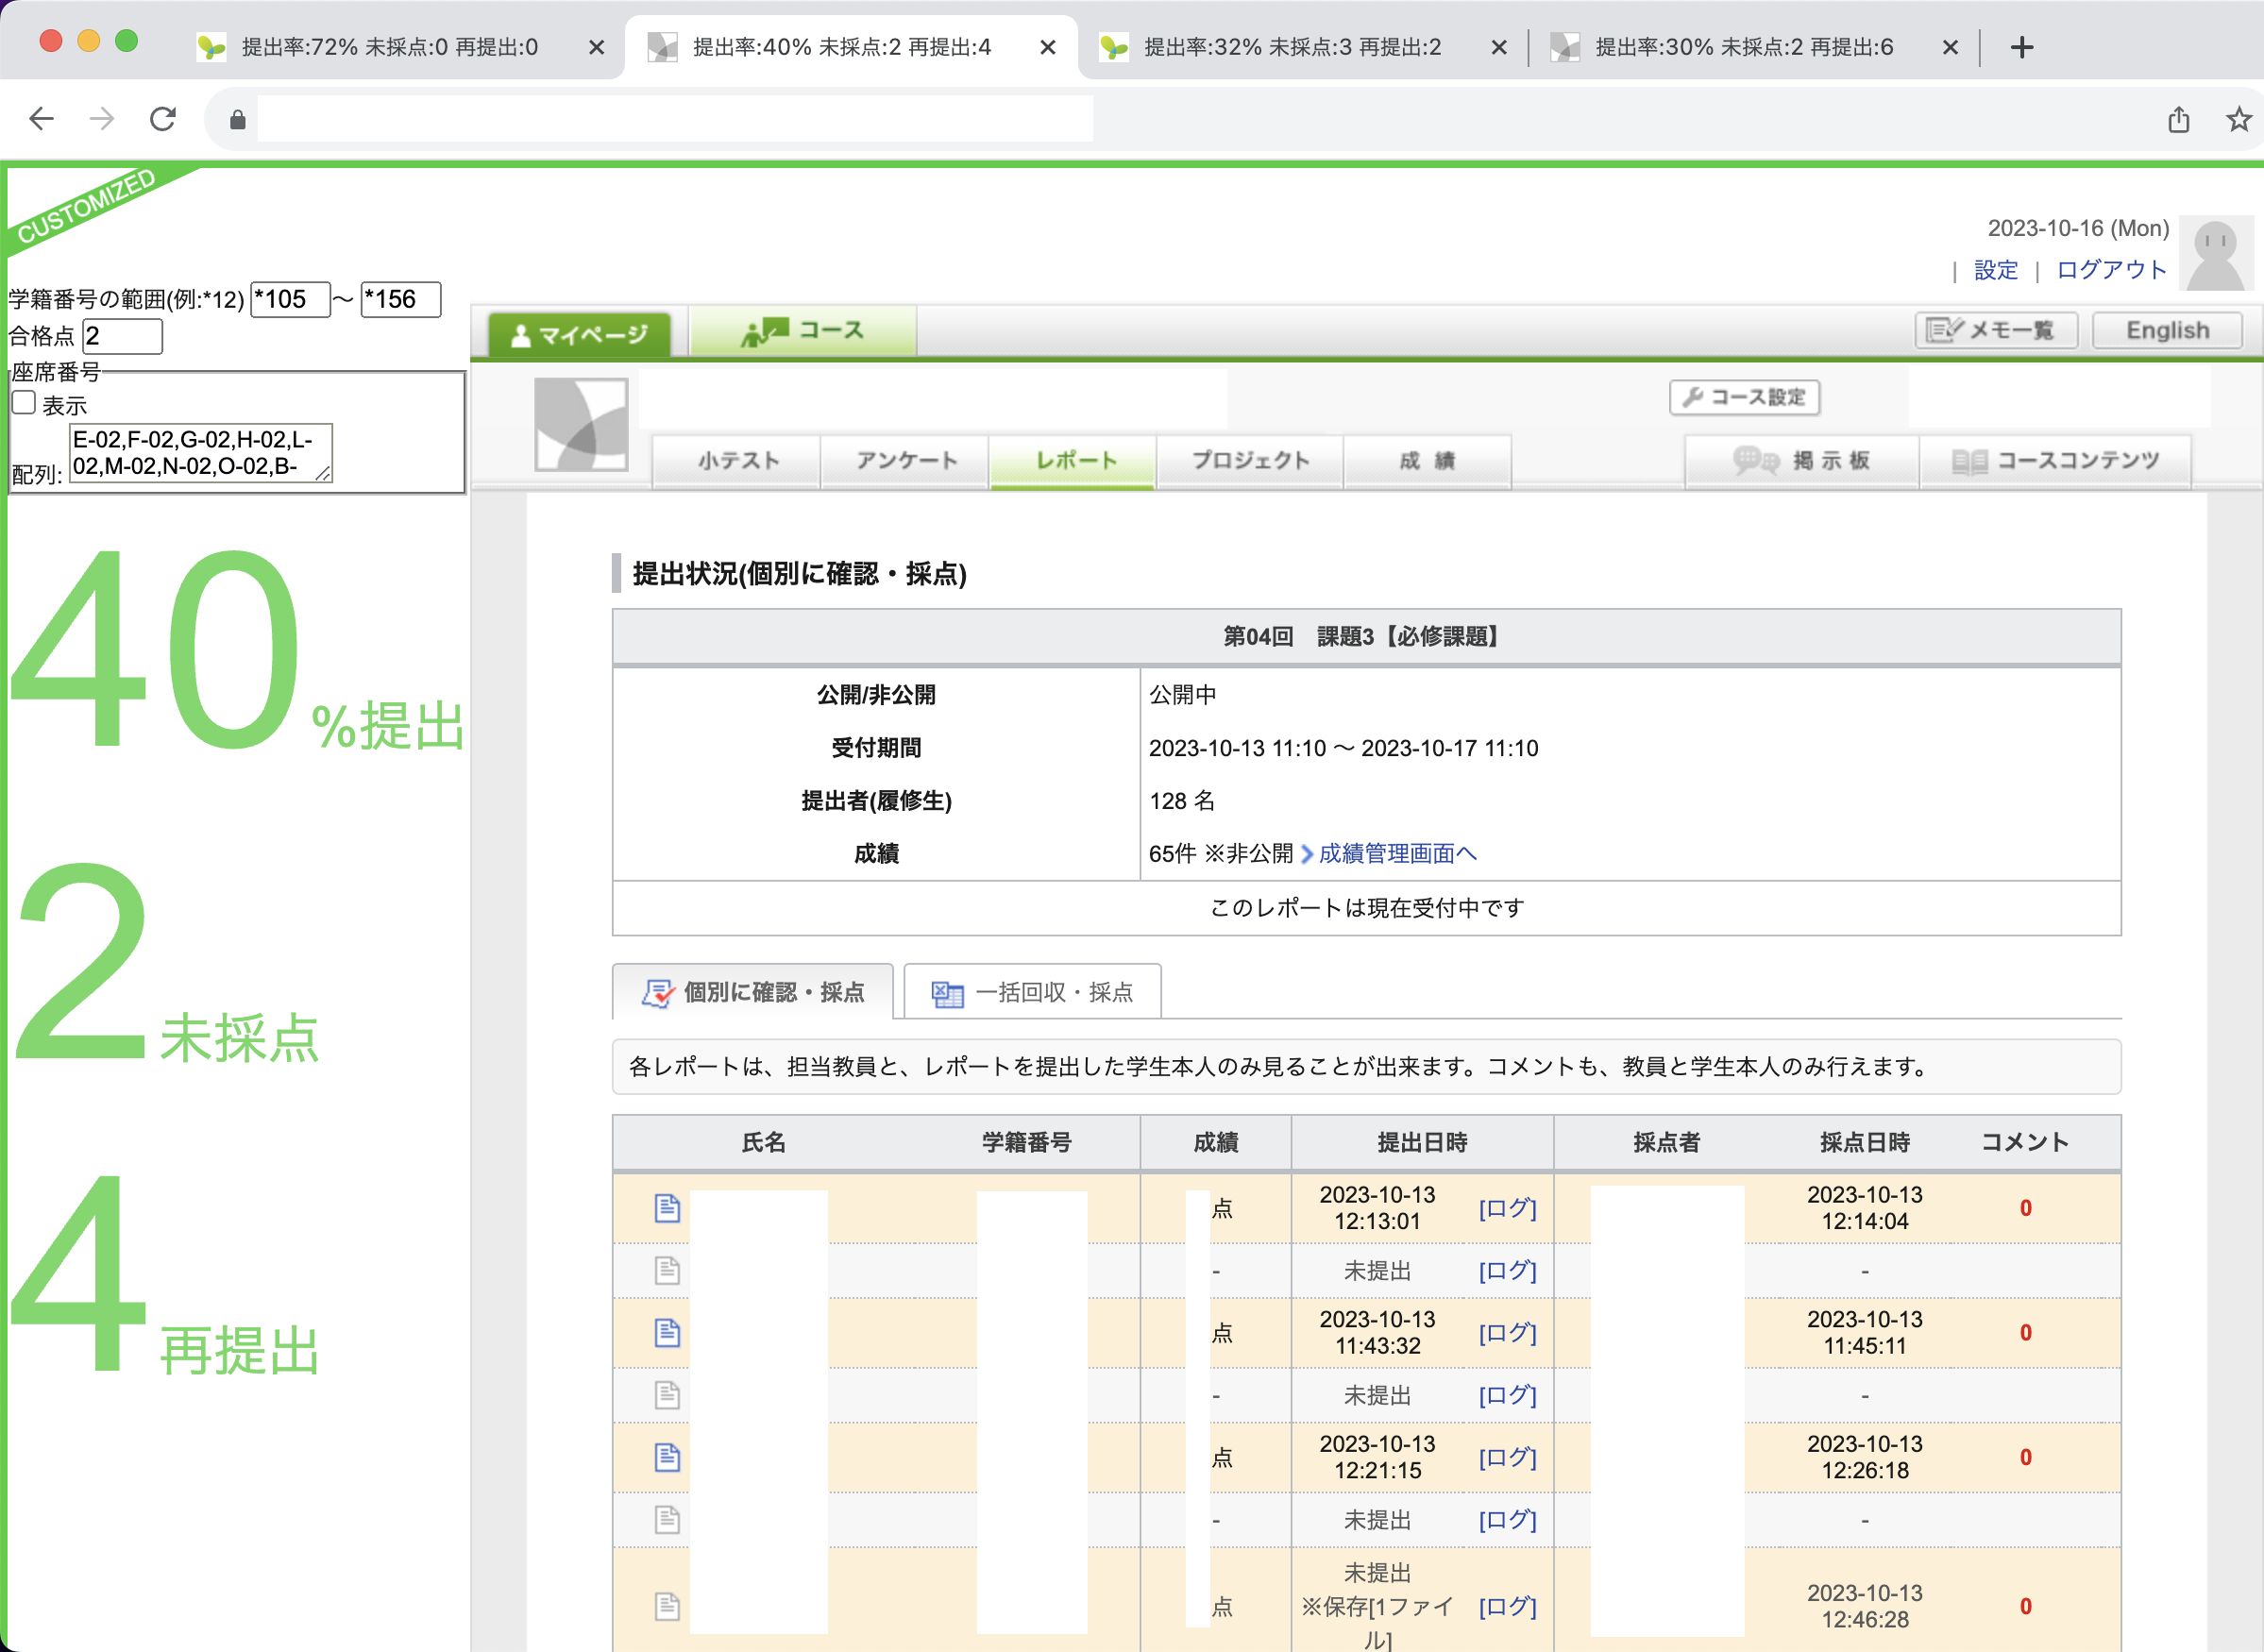 提出率:72% 未採点:0 再提出:0
提出率:40% 未採点:2 再提出:4
提出率:32% 未採点:3 再提出:2
提出率:30% 未採点:2 再提出:6
CUSTOMIZED
2023-10-16 (Mon)
| 設定 | ログアウト
学籍番号の範囲(例:*12) *105 〜 *156
合格点 2
座席番号
表示
配列: E-02,F-02,G-02,H-02,L-
02,M-02,N-02,O-02,B-
40%提出
2未採点
4再提出
マイページ コース メモ一覧 English
コース設定
小テスト アンケート レポート プロジェクト 成績 掲示板 コースコンテンツ
提出状況(個別に確認・採点)
第04回　課題3【必修課題】
公開/非公開 公開中
受付期間 2023-10-13 11:10 〜 2023-10-17 11:10
提出者(履修生) 128 名
成績 65件 ※非公開 成績管理画面へ
このレポートは現在受付中です
個別に確認・採点 一括回収・採点
各レポートは、担当教員と、レポートを提出した学生本人のみ見ることが出来ます。コメントも、教員と学生本人のみ行えます。
氏名 学籍番号 成績 提出日時 採点者 採点日時 コメント
点 2023-10-13 12:13:01 [ログ] 2023-10-13 12:14:04 0
- 未提出 [ログ] -
点 2023-10-13 11:43:32 [ログ] 2023-10-13 11:45:11 0
- 未提出 [ログ] -
点 2023-10-13 12:21:15 [ログ] 2023-10-13 12:26:18 0
- 未提出 [ログ] -
点 未提出 ※保存[1ファイル] [ログ] 2023-10-13 12:46:28 0